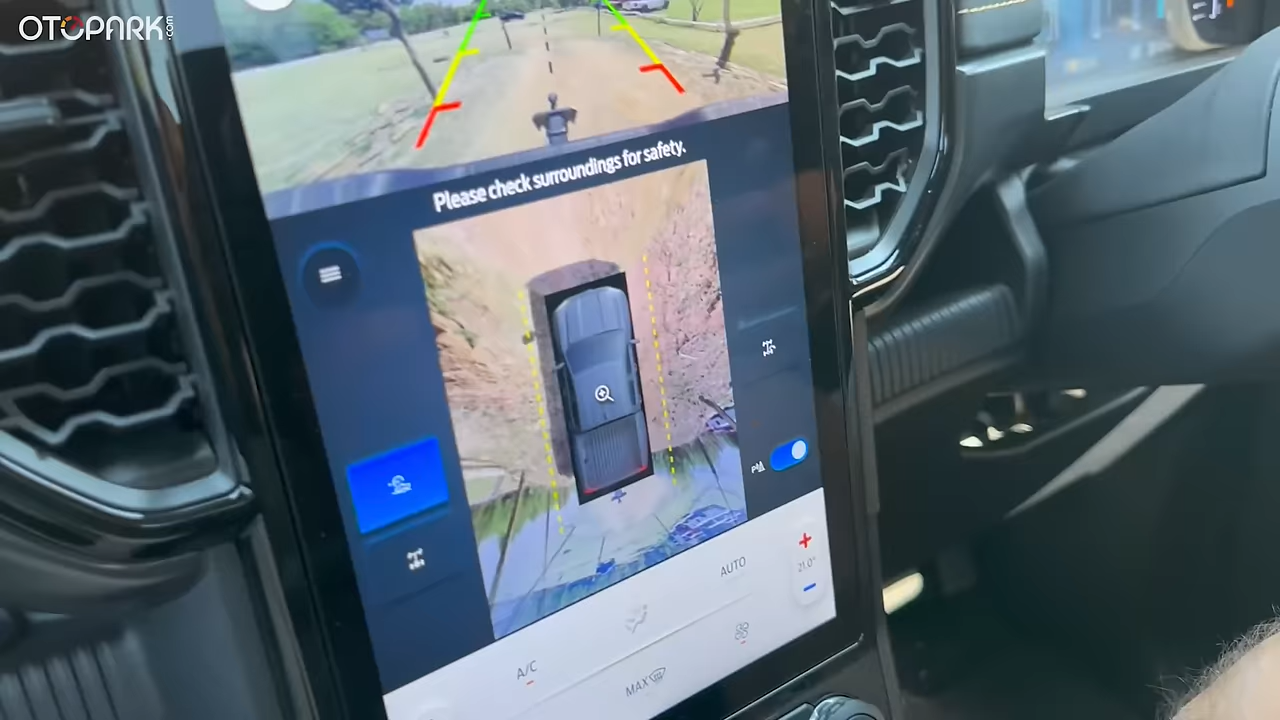 OTOPARK.com
Please check surroundings for safety.
AUTO
21.0°
A/C
MAX